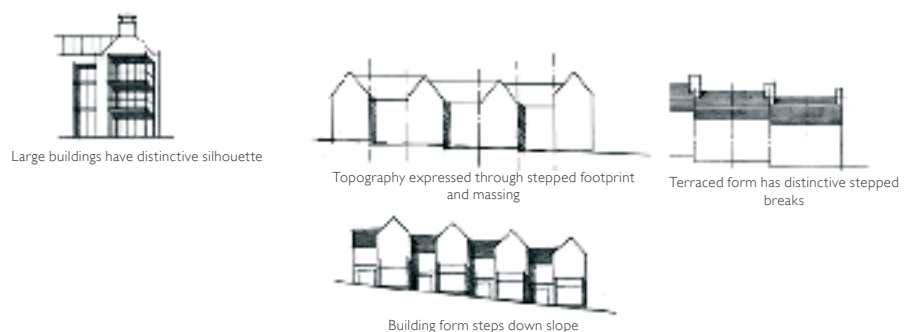 Large buildings have distinctive silhouette
Topography expressed through stepped footprint
and massing
Terraced form has distinctive stepped
breaks
Building form steps down slope